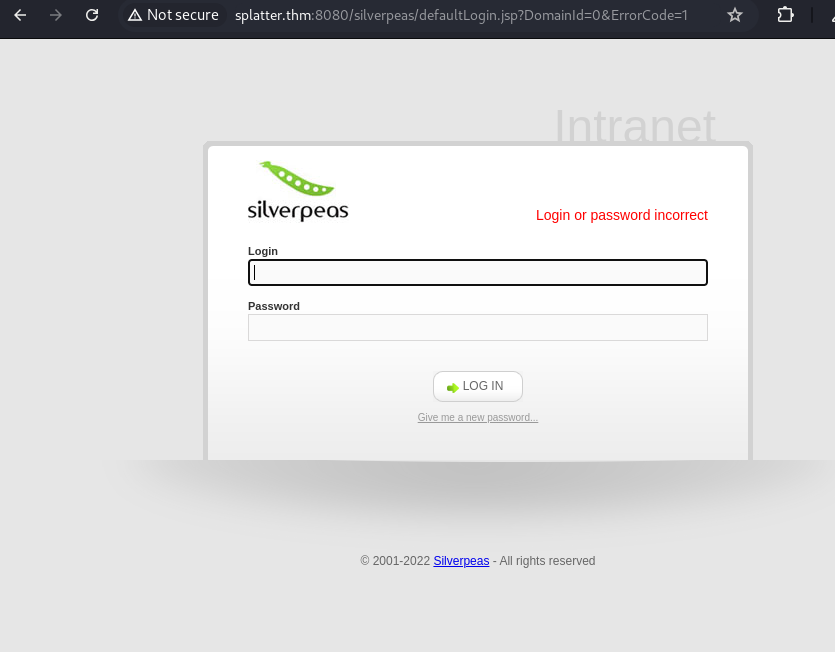 Not secure splatter.thm:8080/silverpeas/defaultLogin.jsp?DomainId=0&ErrorCode=1
Intranet
silverpeas
Login or password incorrect
Login
Password
LOG IN
Give me a new password...
© 2001-2022 Silverpeas - All rights reserved